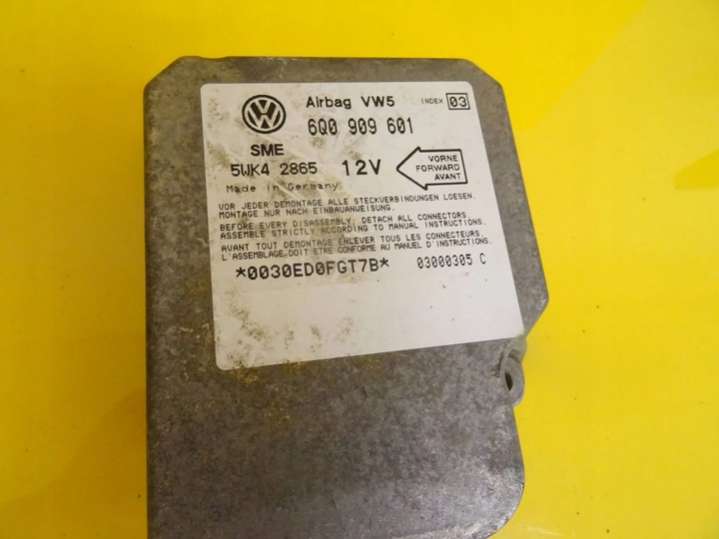 Airbag VW5 INDEX 03
6Q0 909 601
SME
5WK4 2865 12V
VORNE
FORWARD
AVANT
Made in Germany
VOR JEDER DEMONTAGE ALLE STECKVERBINDUNGEN LOESEN.
MONTAGE NUR NACH EINBAUANWEISUNG.
BEFORE EVERY DISASSEMBLY, DETACH ALL CONNECTORS.
ASSEMBLE STRICTLY ACCORDING TO MANUAL INSTRUCTIONS.
AVANT TOUT DEMONTAGE ENLEVER TOUS LES CONNECTEURS.
L'ASSEMBLAGE DOIT ETRE CONFORME AU MANUEL D'INSTRUCTIONS.
*0030ED0FGT7B* 03000305 C